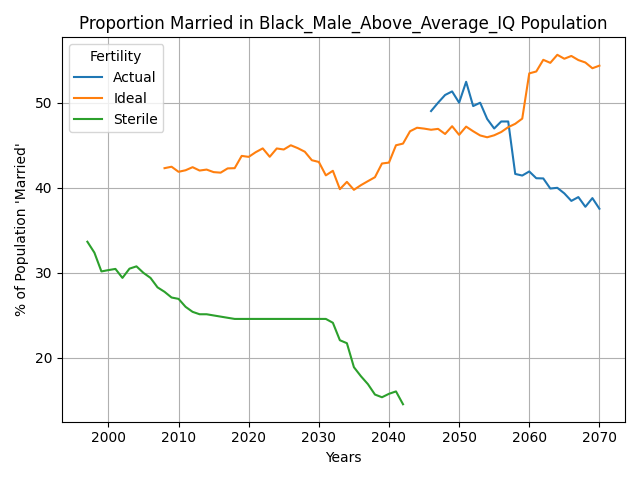 Proportion Married in Black_Male_Above_Average_IQ Population
Fertility
Actual
Ideal
Sterile
% of Population 'Married'
50
40
30
20
2000 2010 2020 2030 2040 2050 2060 2070
Years